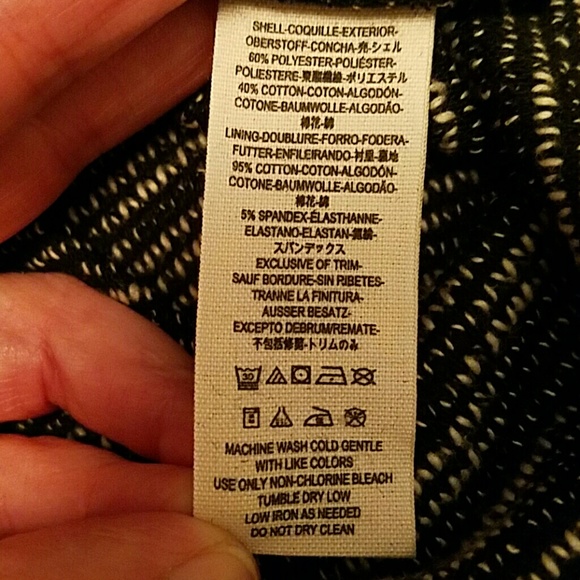 SHELL-COQUILLE-EXTERIOR-
OBERSTOFF-CONCHA-売-シェル
60% POLYESTER-POLIÉSTER-
POLIESTERE-聚酯纖維-ポリエステル
40% COTTON-COTON-ALGODÓN-
COTONE-BAUMWOLLE-ALGODÃO-
棉花-綿
LINING-DOUBLURE-FORRO-FODERA-
FUTTER-ENFILEIRANDO-衬里-裏地
95% COTTON-COTON-ALGODÓN-
COTONE-BAUMWOLLE-ALGODÃO-
棉花-綿
5% SPANDEX-ÉLASTHANNE-
ELASTANO-ELASTAN-氨綸-
スパンデックス
EXCLUSIVE OF TRIM-
SAUF BORDURE-SIN RIBETES-
TRANNE LA FINITURA-
AUSSER BESATZ-
EXCEPTO DEBRUM/REMATE-
不包括修剪-トリムのみ
30
MACHINE WASH COLD GENTLE
WITH LIKE COLORS
USE ONLY NON-CHLORINE BLEACH
TUMBLE DRY LOW
LOW IRON AS NEEDED
DO NOT DRY CLEAN